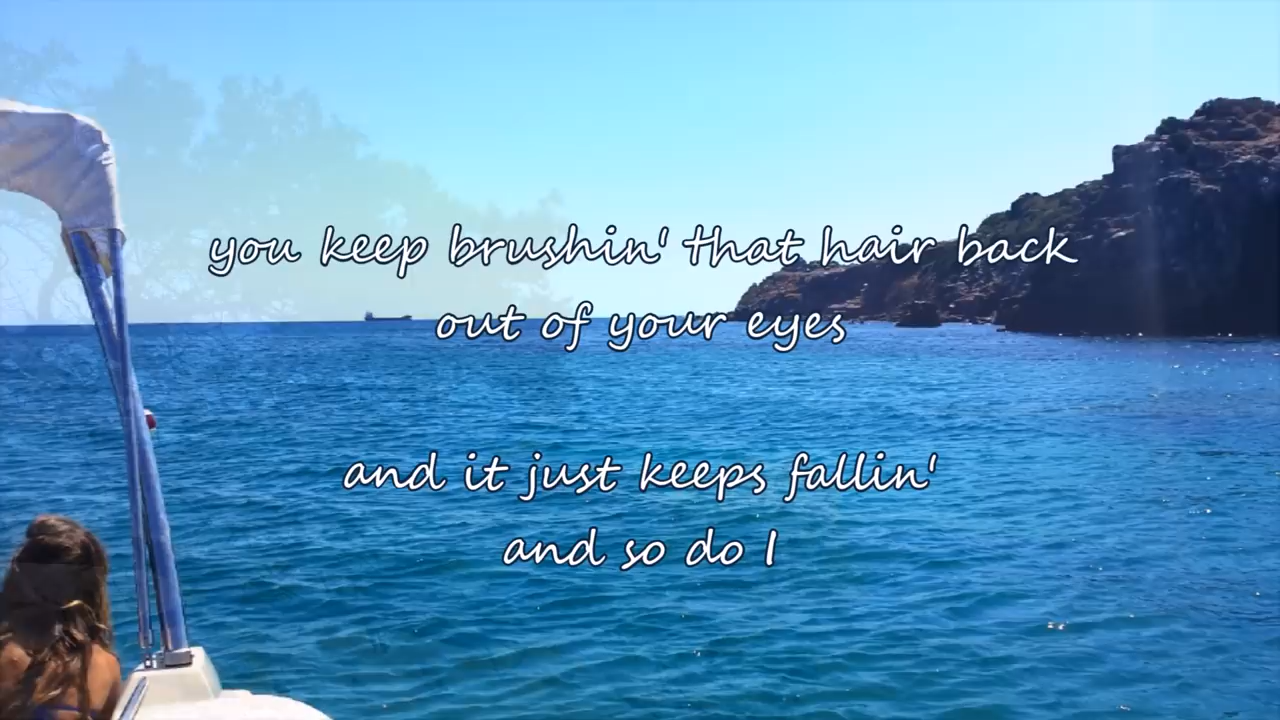 you keep brushin' that hair back
out of your eyes
and it just keeps fallin'
and so do I